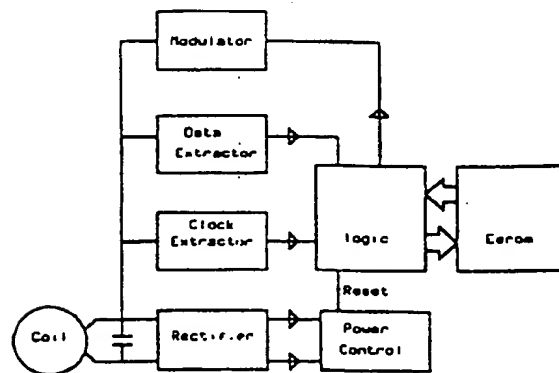 Modulator
Data
Extractor
Clock
Extractor
logic
Eerom
Reset
Coil
Rectifier
Power
Control